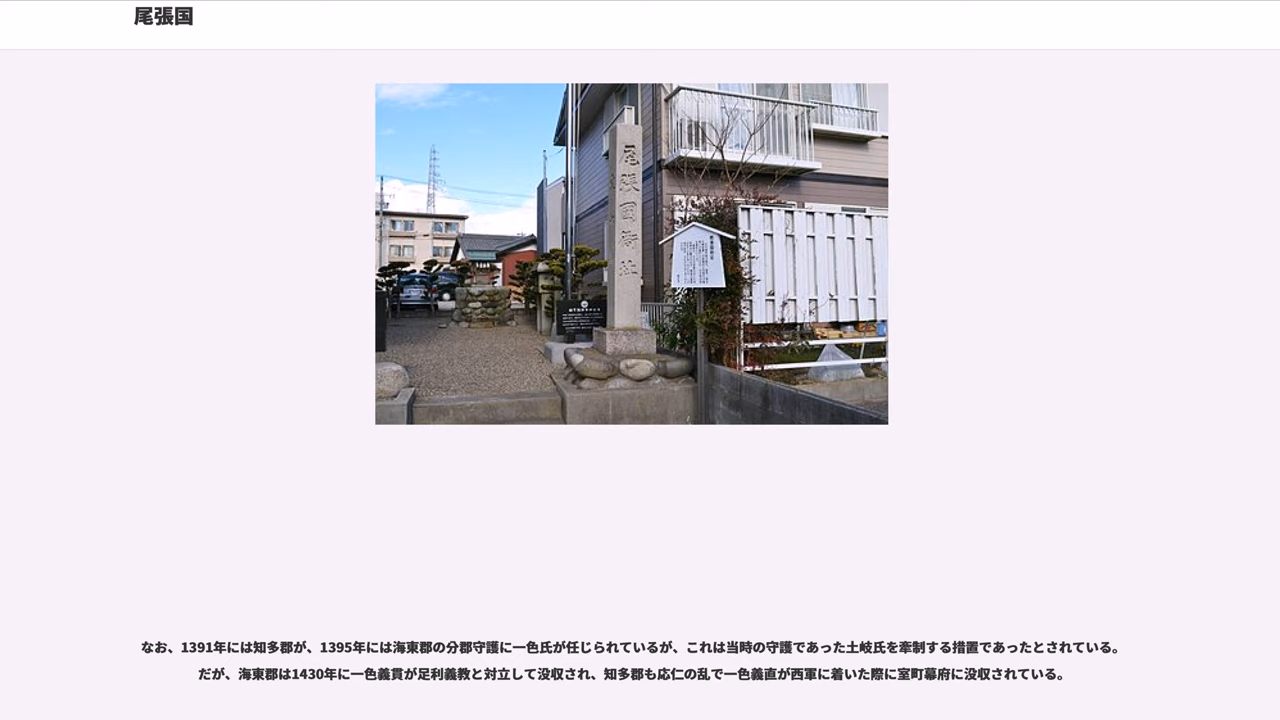 尾張国
尾張國衙址
なお、1391年には知多郡が、1395年には海東郡の分郡守護に一色氏が任じられているが、これは当時の守護であった土岐氏を牽制する措置であったとされている。
だが、海東郡は1430年に一色義貫が足利義教と対立して没収され、知多郡も応仁の乱で一色義直が西軍に着いた際に室町幕府に没収されている。